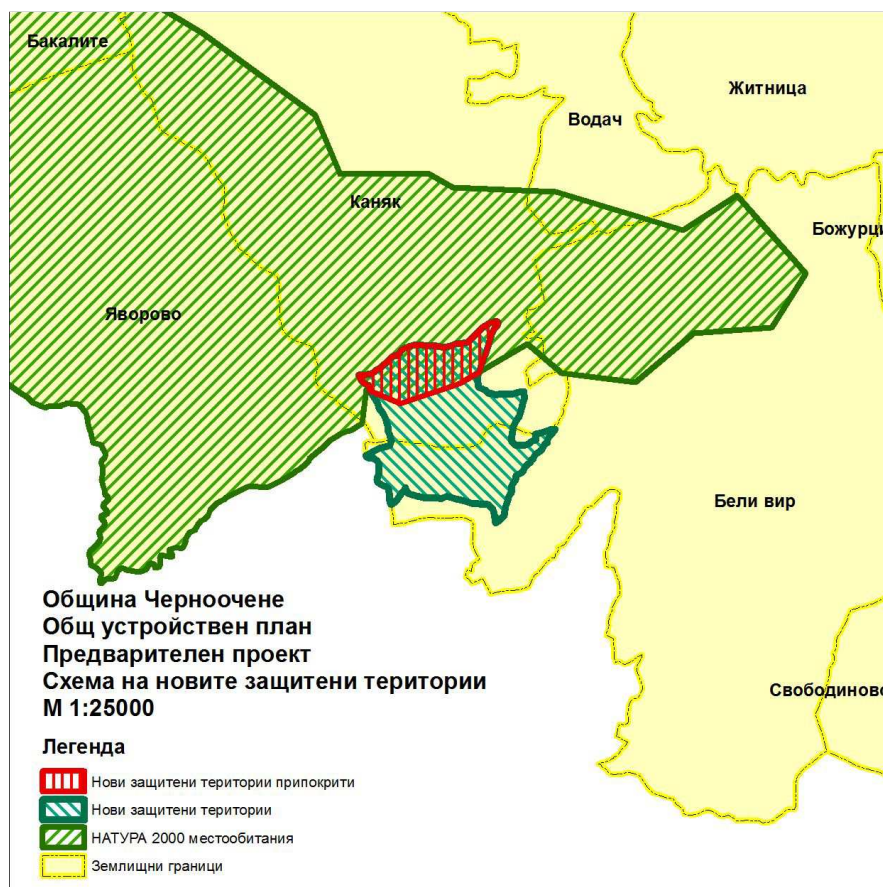 Бакалите
Житница
Водач
Каняк
Божурци
Яворово
Бели вир
Община Черноочене
Общ устройствен план
Предварителен проект
Схема на новите защитени територии
М 1:25000
Свободиново
Легенда
Нови защитени територии припокрити
Нови защитени територии
НАТУРА 2000 местообитания
Землищни граници